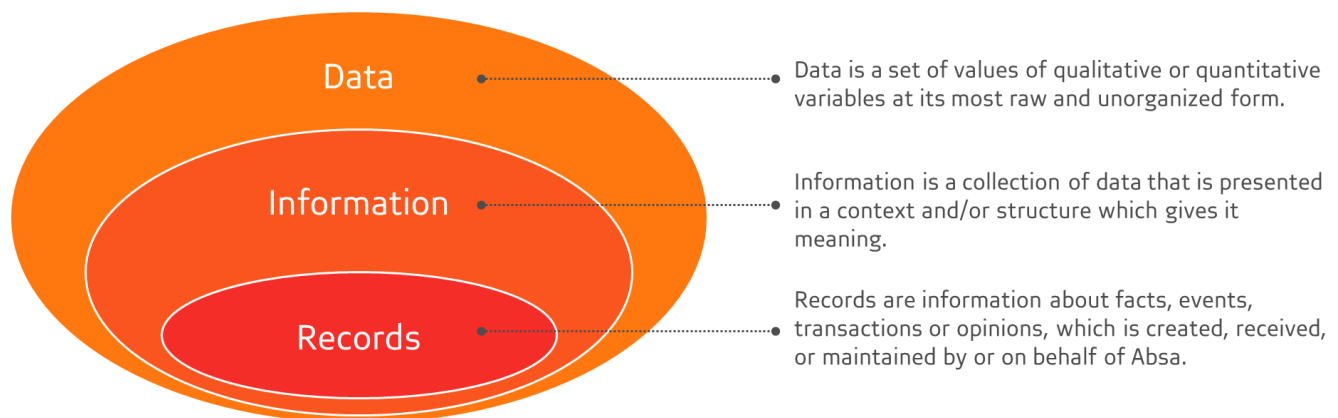 Data
Data is a set of values of qualitative or quantitative
variables at its most raw and unorganized form.
Information
Information is a collection of data that is presented
in a context and/or structure which gives it
meaning.
Records
Records are information about facts, events,
transactions or opinions, which is created, received,
or maintained by or on behalf of Absa.